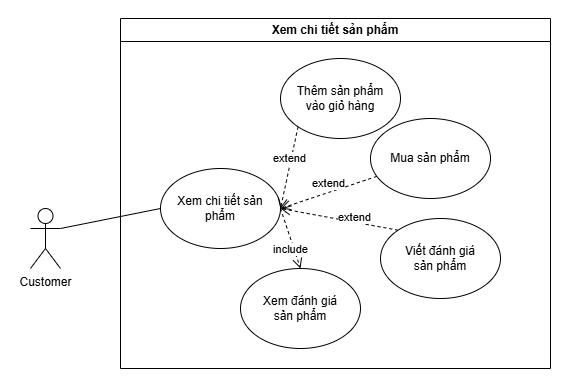 Xem chi tiết sản phẩm
Thêm sản phẩm
vào giỏ hàng
extend
Mua sản phẩm
extend
Xem chi tiết sản
phẩm
extend
Viết đánh giá
sản phẩm
include
Customer
Xem đánh giá
sản phẩm